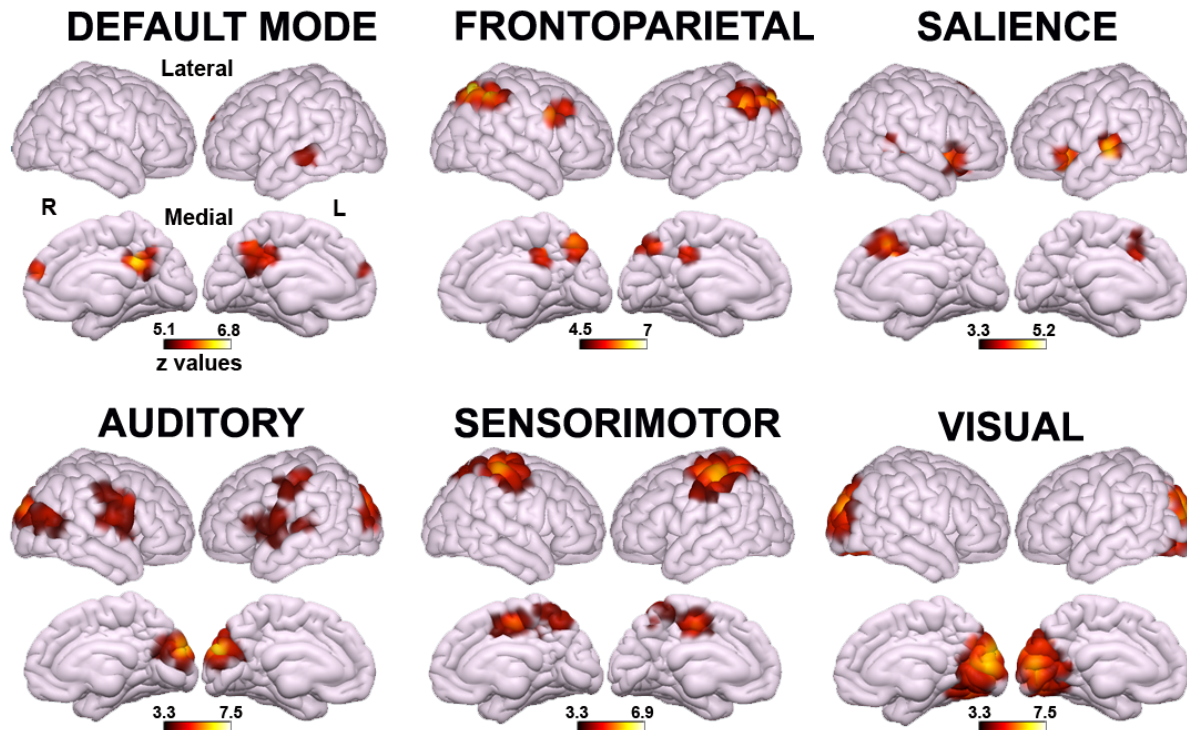 DEFAULT MODE
FRONTOPARIETAL
SALIENCE
Lateral
R
Medial
L
5.1 6.8
z values
4.5 7
3.3 5.2
AUDITORY
SENSORIMOTOR
VISUAL
3.3 7.5
3.3 6.9
3.3 7.5